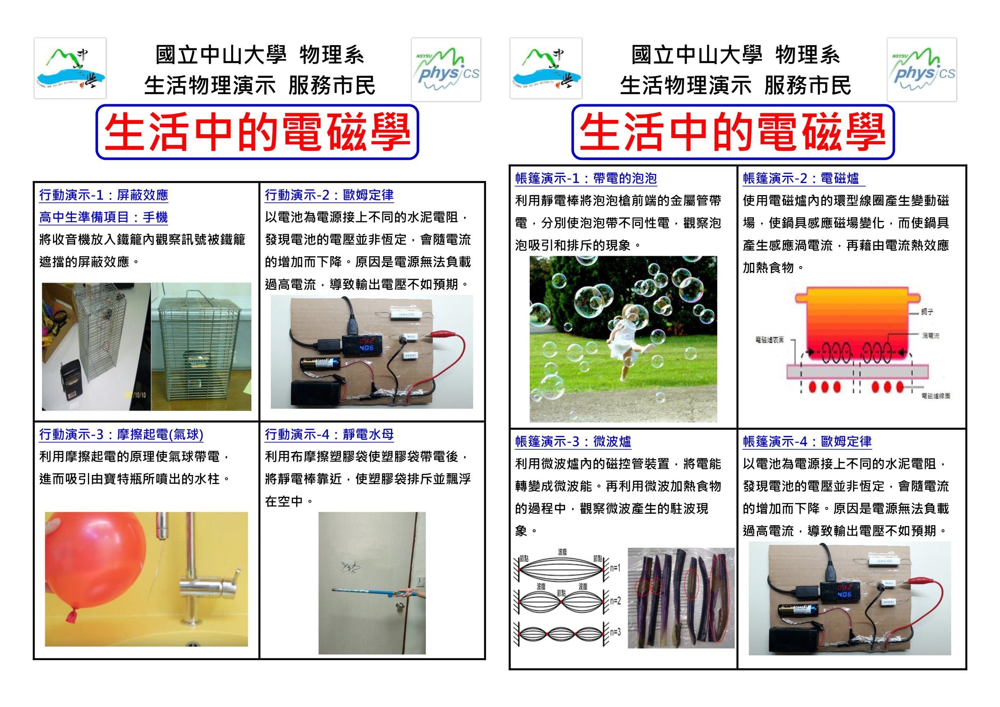 國立中山大學 物理系
生活物理演示 服務市民
NSYSU
physics
生活中的電磁學
行動演示-1：屏蔽效應
高中生準備項目：手機
將收音機放入鐵籠內觀察訊號被鐵籠
遮擋的屏蔽效應。
行動演示-2：歐姆定律
以電池為電源接上不同的水泥電阻，
發現電池的電壓並非恆定，會隨電流
的增加而下降。原因是電源無法負載
過高電流，導致輸出電壓不如預期。
0.32
4.06
行動演示-3：摩擦起電(氣球)
利用摩擦起電的原理使氣球帶電，
進而吸引由寶特瓶所噴出的水柱。
行動演示-4：靜電水母
利用布摩擦塑膠袋使塑膠袋帶電後，
將靜電棒靠近，使塑膠袋排斥並飄浮
在空中。
國立中山大學 物理系
生活物理演示 服務市民
NSYSU
physics
生活中的電磁學
帳篷演示-1：帶電的泡泡
利用靜電棒將泡泡槍前端的金屬管帶
電，分別使泡泡帶不同性電，觀察泡
泡吸引和排斥的現象。
帳篷演示-2：電磁爐
使用電磁爐內的環型線圈產生變動磁
場，使鍋具感應磁場變化，而使鍋具
產生感應渦電流，再藉由電流熱效應
加熱食物。
鍋子
渦電流
電磁爐表面
電磁爐線圈
帳篷演示-3：微波爐
利用微波爐內的磁控管裝置，將電能
轉變成微波能。再利用微波加熱食物
的過程中，觀察微波產生的駐波現
象。
節點 波腹 節點
n=1
波腹 節點 波腹
n=2
n=3
帳篷演示-4：歐姆定律
以電池為電源接上不同的水泥電阻，
發現電池的電壓並非恆定，會隨電流
的增加而下降。原因是電源無法負載
過高電流，導致輸出電壓不如預期。
0.32
4.06